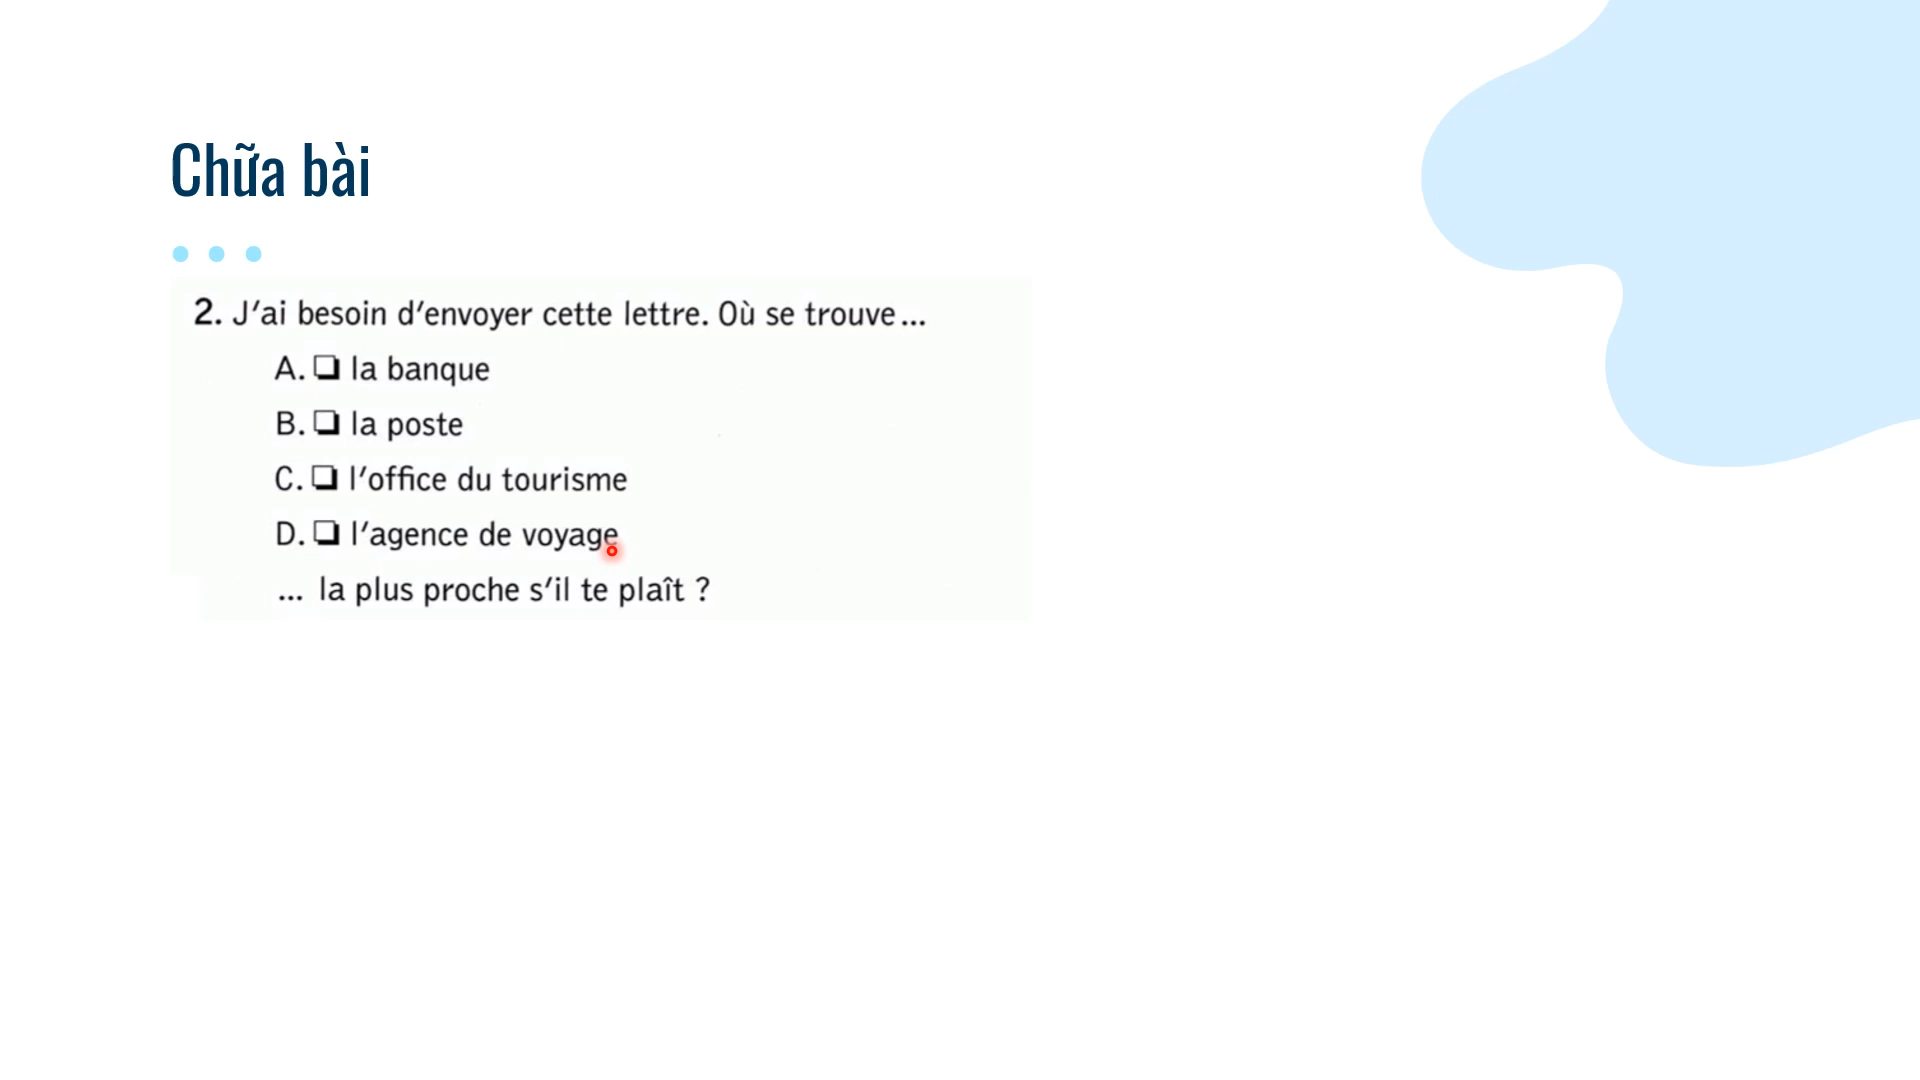 Chữa bài
2. J'ai besoin d'envoyer cette lettre. Où se trouve...
A. ❑ la banque
B. ❑ la poste
C. ❑ l'office du tourisme
D. ❑ l'agence de voyage
... la plus proche s'il te plaît ?